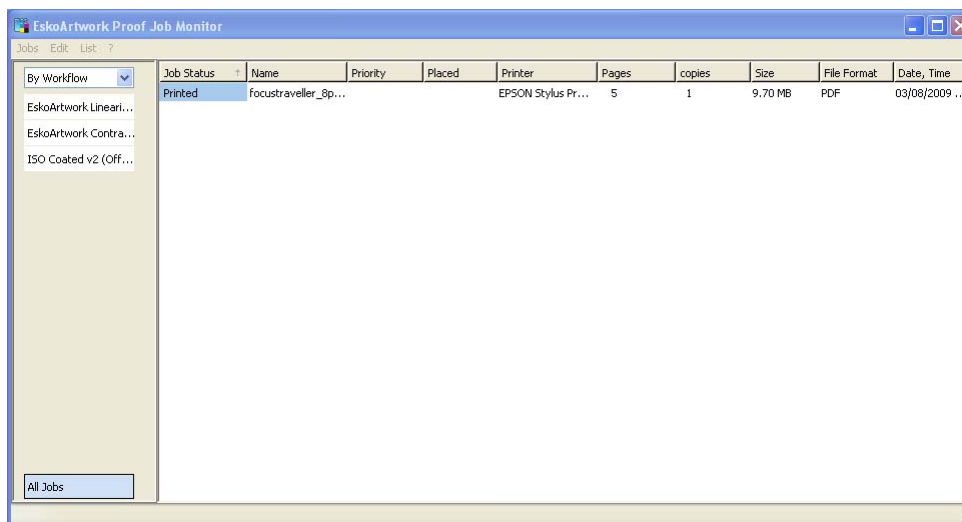 EskoArtwork Proof Job Monitor
Jobs Edit List ?
By Workflow
EskoArtwork Lineari...
EskoArtwork Contra...
ISO Coated v2 (Off...
All Jobs
Job Status Name Priority Placed Printer Pages copies Size File Format Date, Time
Printed focustraveller_8p... EPSON Stylus Pr... 5 1 9.70 MB PDF 03/08/2009 ..